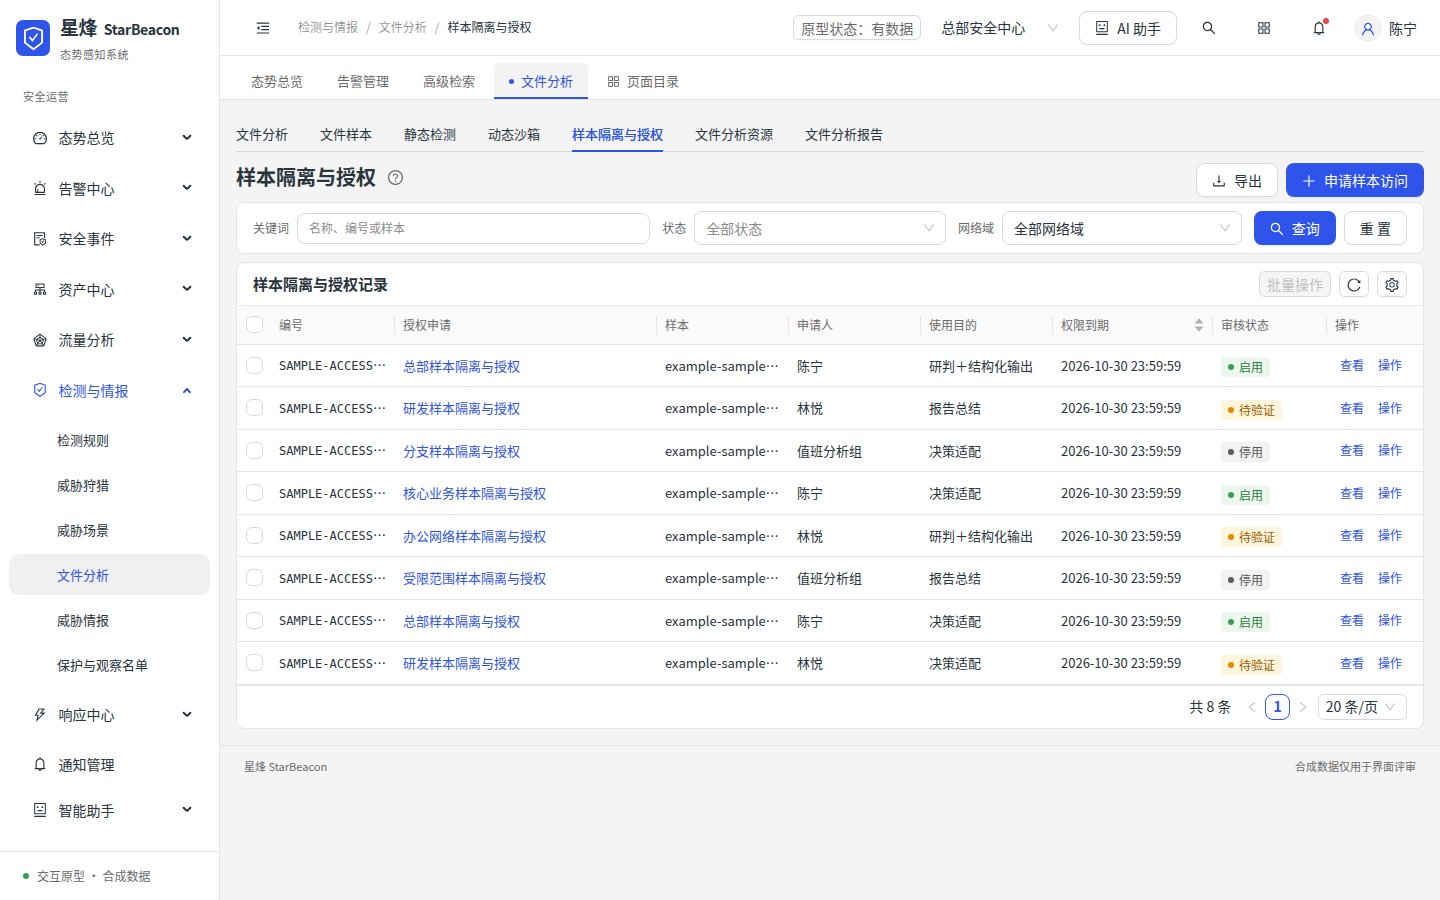 星烽 StarBeacon
态势感知系统
安全运营
态势总览
告警中心
安全事件
资产中心
流量分析
检测与情报
检测规则
威胁狩猎
威胁场景
文件分析
威胁情报
保护与观察名单
响应中心
通知管理
智能助手
交互原型 · 合成数据
检测与情报 / 文件分析 / 样本隔离与授权
原型状态：有数据
总部安全中心
AI 助手
陈宁
态势总览 告警管理 高级检索 文件分析 页面目录
文件分析 文件样本 静态检测 动态沙箱 样本隔离与授权 文件分析资源 文件分析报告
样本隔离与授权
导出
申请样本访问
关键词 名称、编号或样本 状态 全部状态 网络域 全部网络域 查询 重 置
样本隔离与授权记录
批量操作
编号 授权申请 样本 申请人 使用目的 权限到期 审核状态 操作
SAMPLE-ACCESS··· 总部样本隔离与授权 example-sample··· 陈宁 研判+结构化输出 2026-10-30 23:59:59 启用 查看 操作
SAMPLE-ACCESS··· 研发样本隔离与授权 example-sample··· 林悦 报告总结 2026-10-30 23:59:59 待验证 查看 操作
SAMPLE-ACCESS··· 分支样本隔离与授权 example-sample··· 值班分析组 决策适配 2026-10-30 23:59:59 停用 查看 操作
SAMPLE-ACCESS··· 核心业务样本隔离与授权 example-sample··· 陈宁 决策适配 2026-10-30 23:59:59 启用 查看 操作
SAMPLE-ACCESS··· 办公网络样本隔离与授权 example-sample··· 林悦 研判+结构化输出 2026-10-30 23:59:59 待验证 查看 操作
SAMPLE-ACCESS··· 受限范围样本隔离与授权 example-sample··· 值班分析组 报告总结 2026-10-30 23:59:59 停用 查看 操作
SAMPLE-ACCESS··· 总部样本隔离与授权 example-sample··· 陈宁 决策适配 2026-10-30 23:59:59 启用 查看 操作
SAMPLE-ACCESS··· 研发样本隔离与授权 example-sample··· 林悦 决策适配 2026-10-30 23:59:59 待验证 查看 操作
共 8 条 1 20 条/页
星烽 StarBeacon
合成数据仅用于界面评审